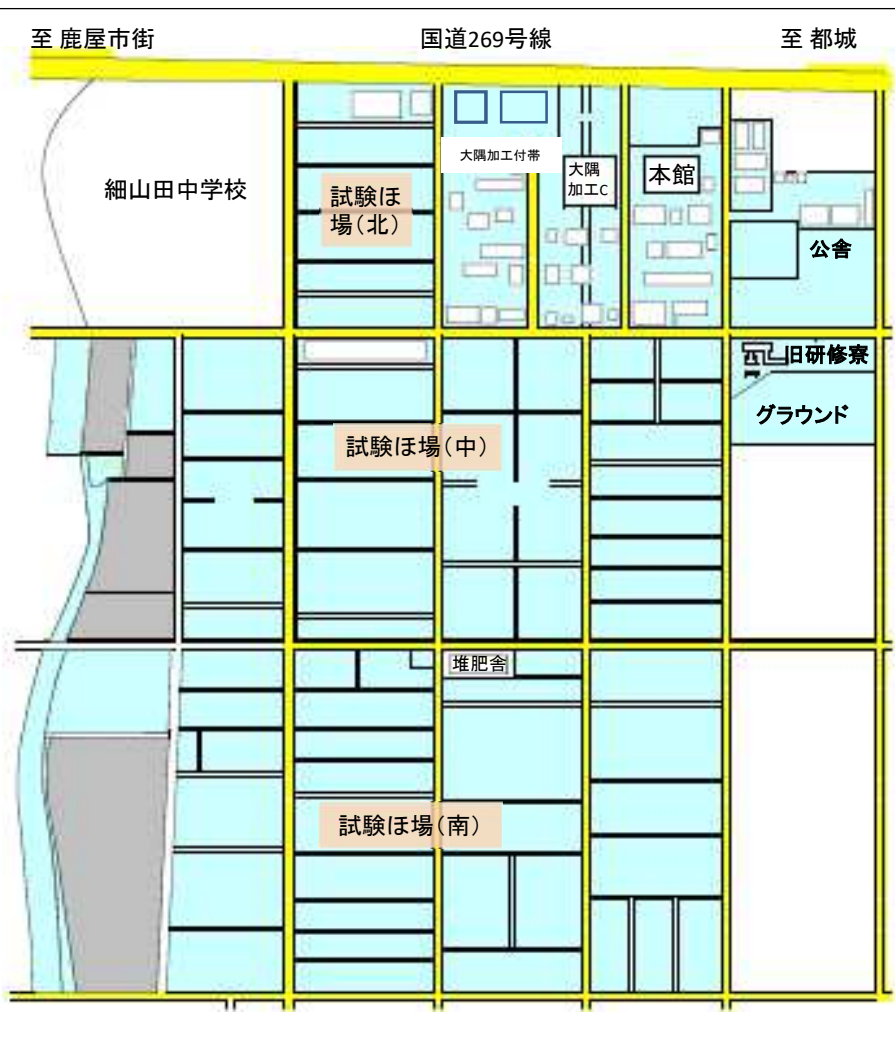 至 鹿屋市街
国道269号線
至 都城
細山田中学校
試験ほ
場（北）
大隅加工付帯
大隅
加工C
本館
公舎
旧研修寮
グラウンド
試験ほ場（中）
堆肥舎
試験ほ場（南）